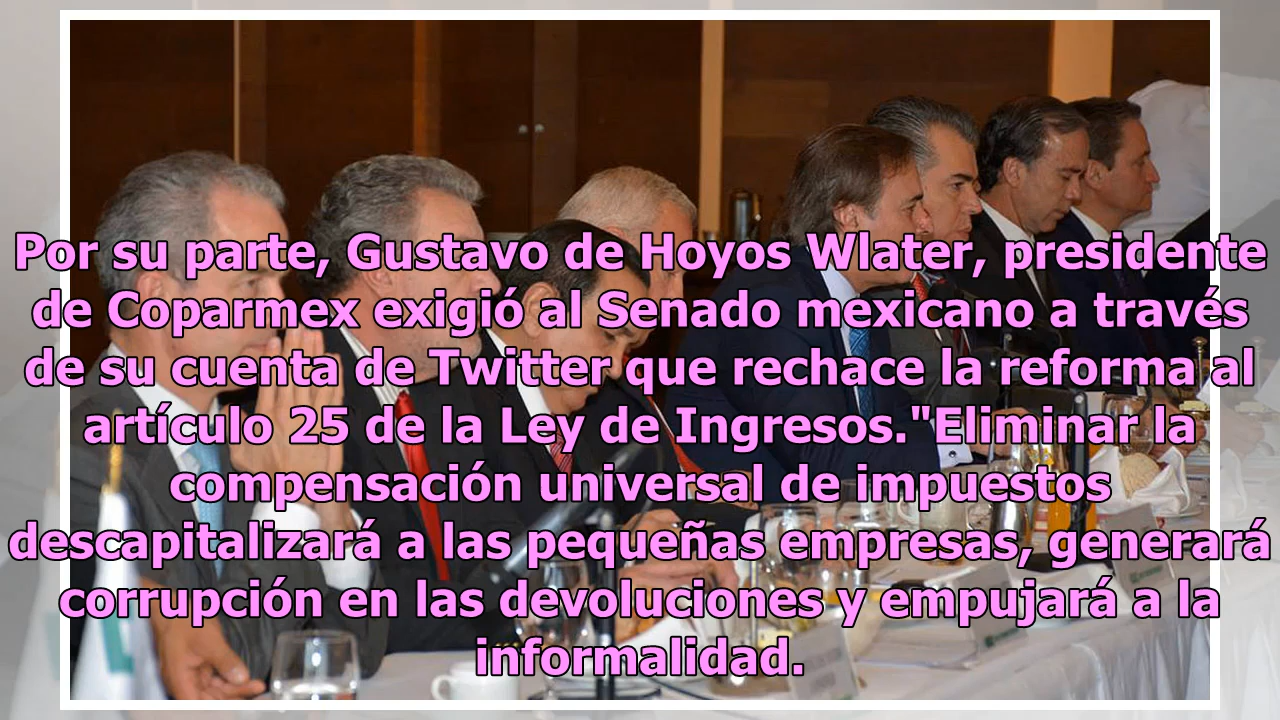 Por su parte, Gustavo de Hoyos Wlater, presidente
de Coparmex exigió al Senado mexicano a través
de su cuenta de Twitter que rechace la reforma al
artículo 25 de la Ley de Ingresos."Eliminar la
compensación universal de impuestos
descapitalizará a las pequeñas empresas, generará
corrupción en las devoluciones y empujará a la
informalidad.